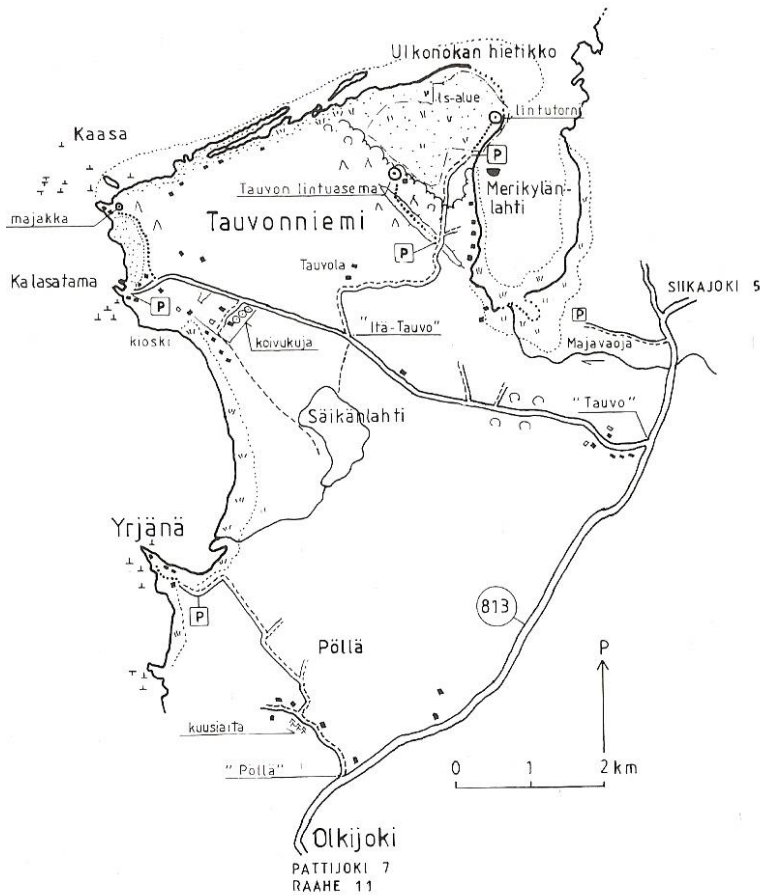 Ulkonokan hietikko
ls-alue
lintutorni
Kaasa
P
Tauvon lintuasema
Merikylän-
lahti
majakka
Tauvonniemi
P
Kalasatama
Tauvola
SIIKAJOKI 5
P
P
kioski
koivukuja
"Itä-Tauvo"
Majavaoja
"Tauvo"
Säikänlahti
Yrjänä
P
813
Pöllä
P
kuusiaita
"Pöllä"
0 1 2 km
Olkijoki
PATTIJOKI 7
RAAHE 11